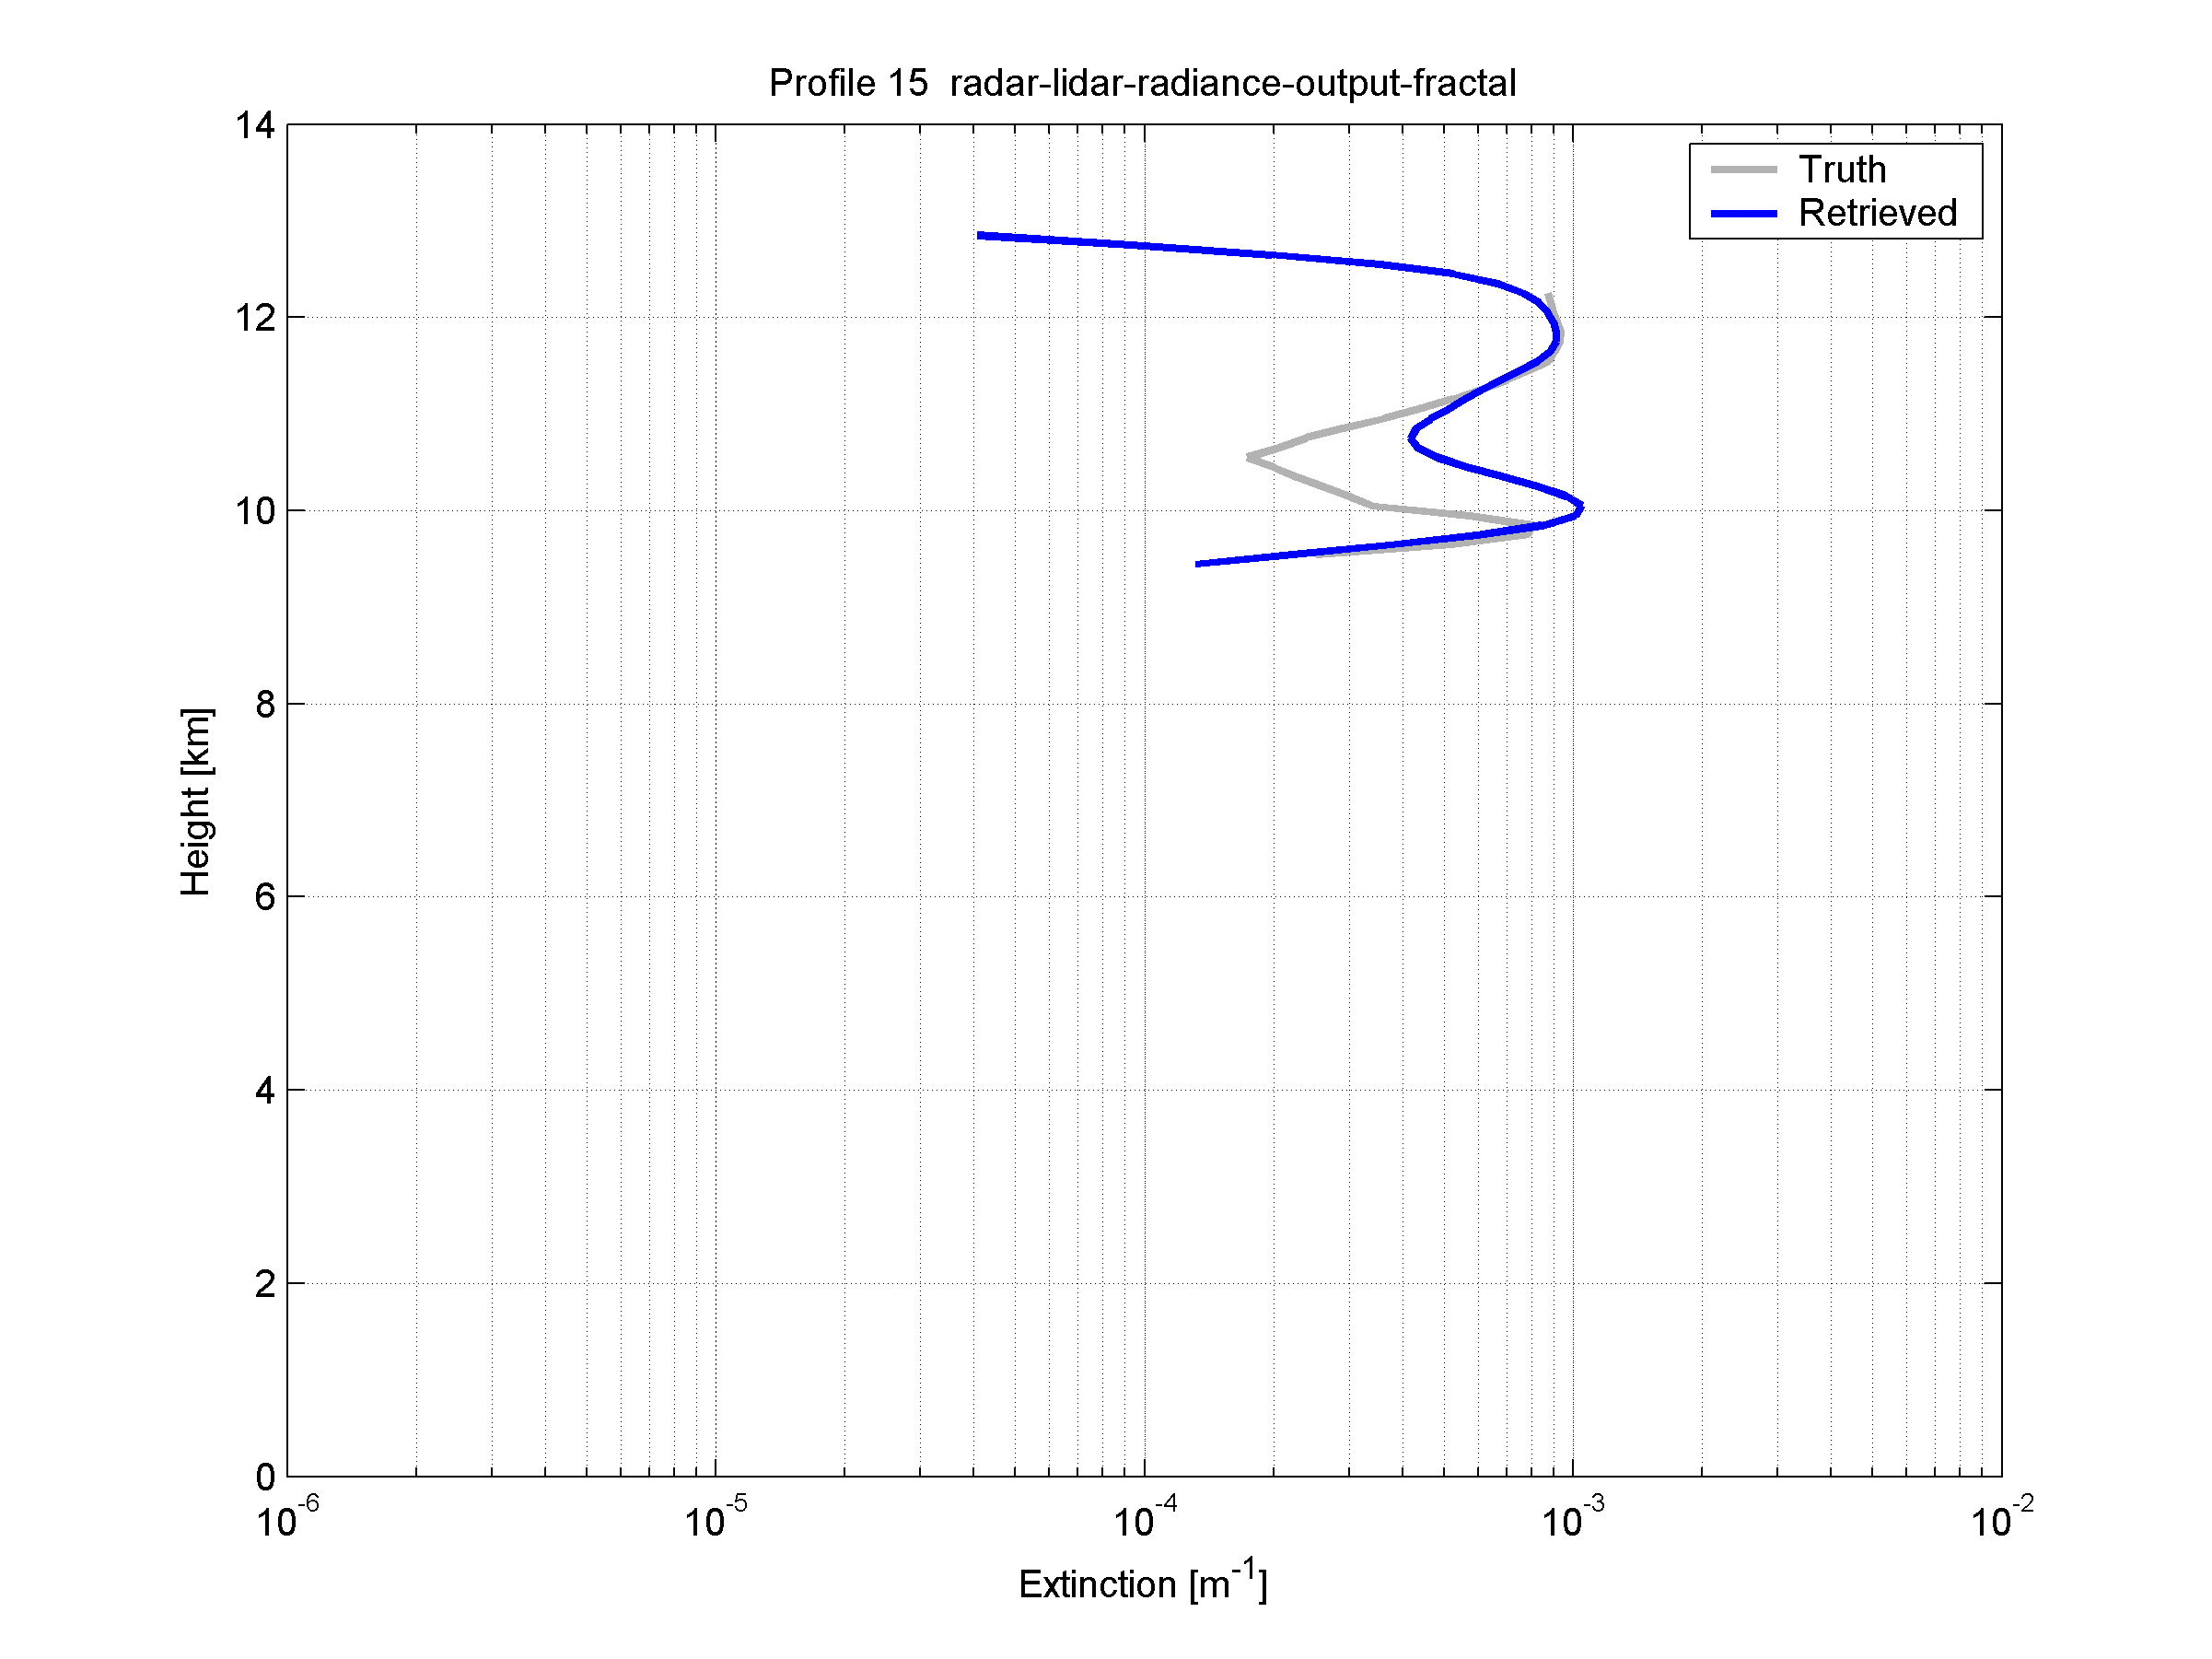 Profile 15  radar-lidar-radiance-output-fractal
Truth
Retrieved
14
12
10
8
6
4
2
0
Height [km]
10^-6
10^-5
10^-4
10^-3
10^-2
Extinction [m^-1]